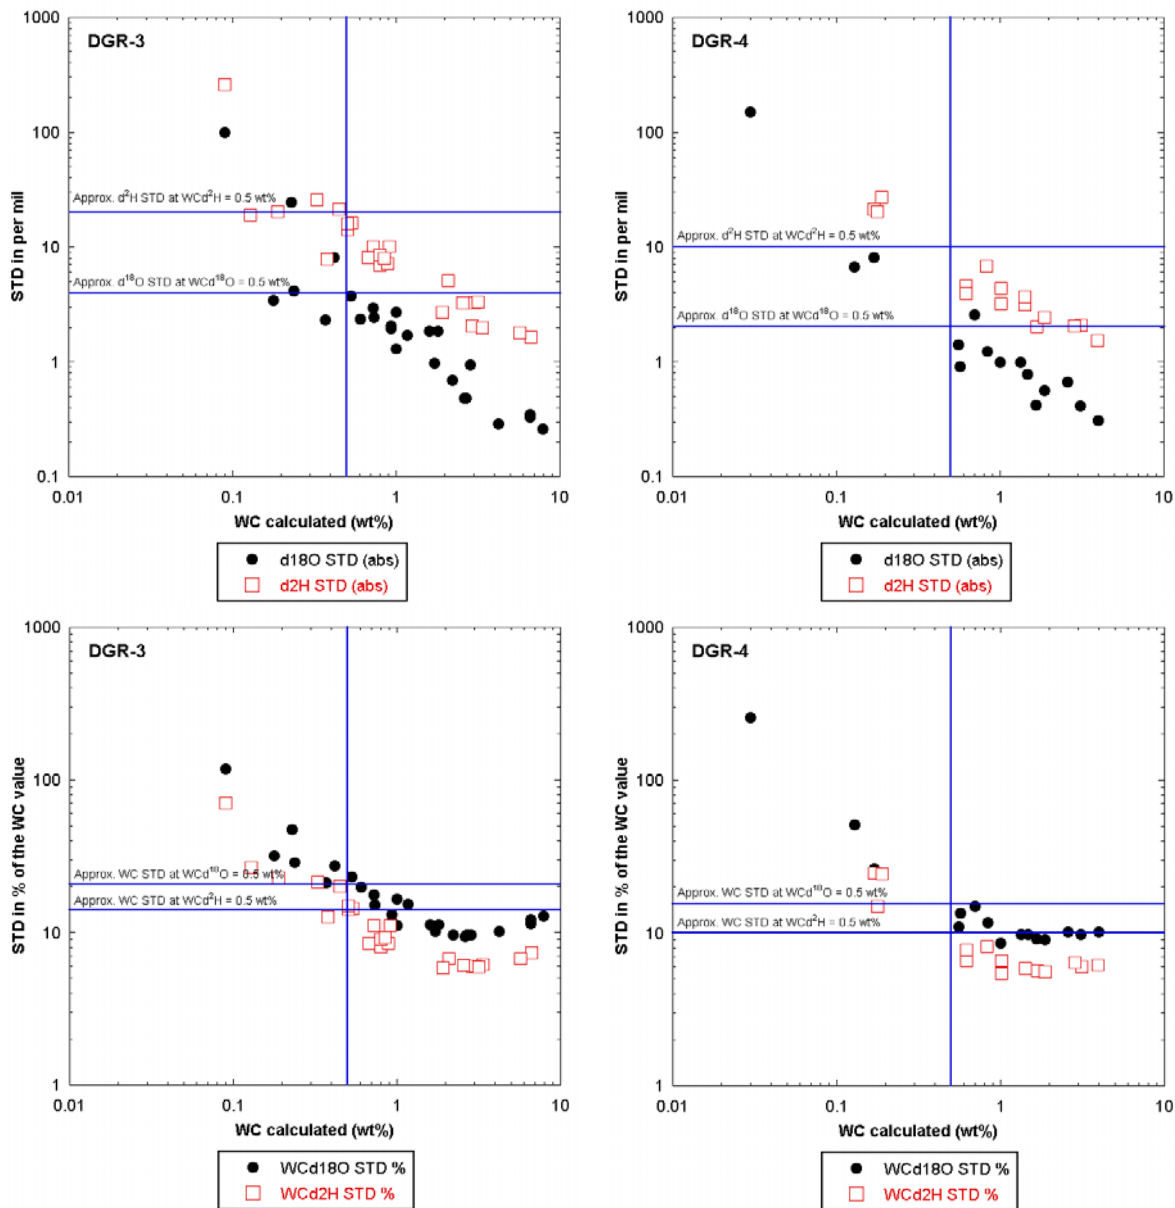 DGR-3
1000
100
10
1
0.1
STD in per mil
Approx. d²H STD at WCd²H = 0.5 wt%
Approx. d¹⁸O STD at WCd¹⁸O = 0.5 wt%
0.01 0.1 1 10
WC calculated (wt%)
d18O STD (abs)
d2H STD (abs)
DGR-4
1000
100
10
1
0.1
STD in per mil
Approx. d²H STD at WCd²H = 0.5 wt%
Approx. d¹⁸O STD at WCd¹⁸O = 0.5 wt%
0.01 0.1 1 10
WC calculated (wt%)
d18O STD (abs)
d2H STD (abs)
DGR-3
1000
100
10
1
STD in % of the WC value
Approx. WC STD at WCd¹⁸O = 0.5 wt%
Approx. WC STD at WCd²H = 0.5 wt%
0.01 0.1 1 10
WC calculated (wt%)
WCd18O STD %
WCd2H STD %
DGR-4
1000
100
10
1
STD in % of the WC value
Approx. WC STD at WCd¹⁸O = 0.5 wt%
Approx. WC STD at WCd²H = 0.5 wt%
0.01 0.1 1 10
WC calculated (wt%)
WCd18O STD %
WCd2H STD %